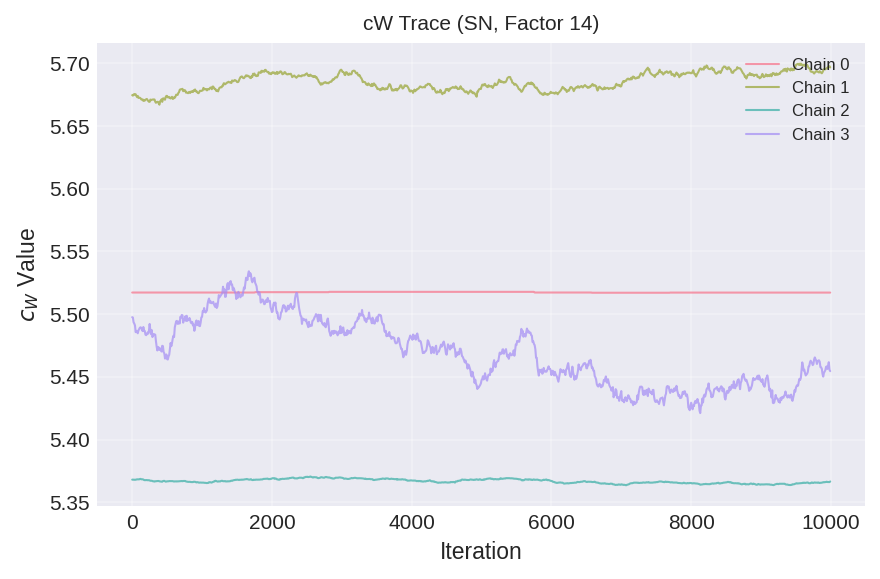 cW Trace (SN, Factor 14)
Chain 0
Chain 1
Chain 2
Chain 3
5.70
5.65
5.60
5.55
5.50
5.45
5.40
5.35
c_W Value
0 2000 4000 6000 8000 10000
Iteration